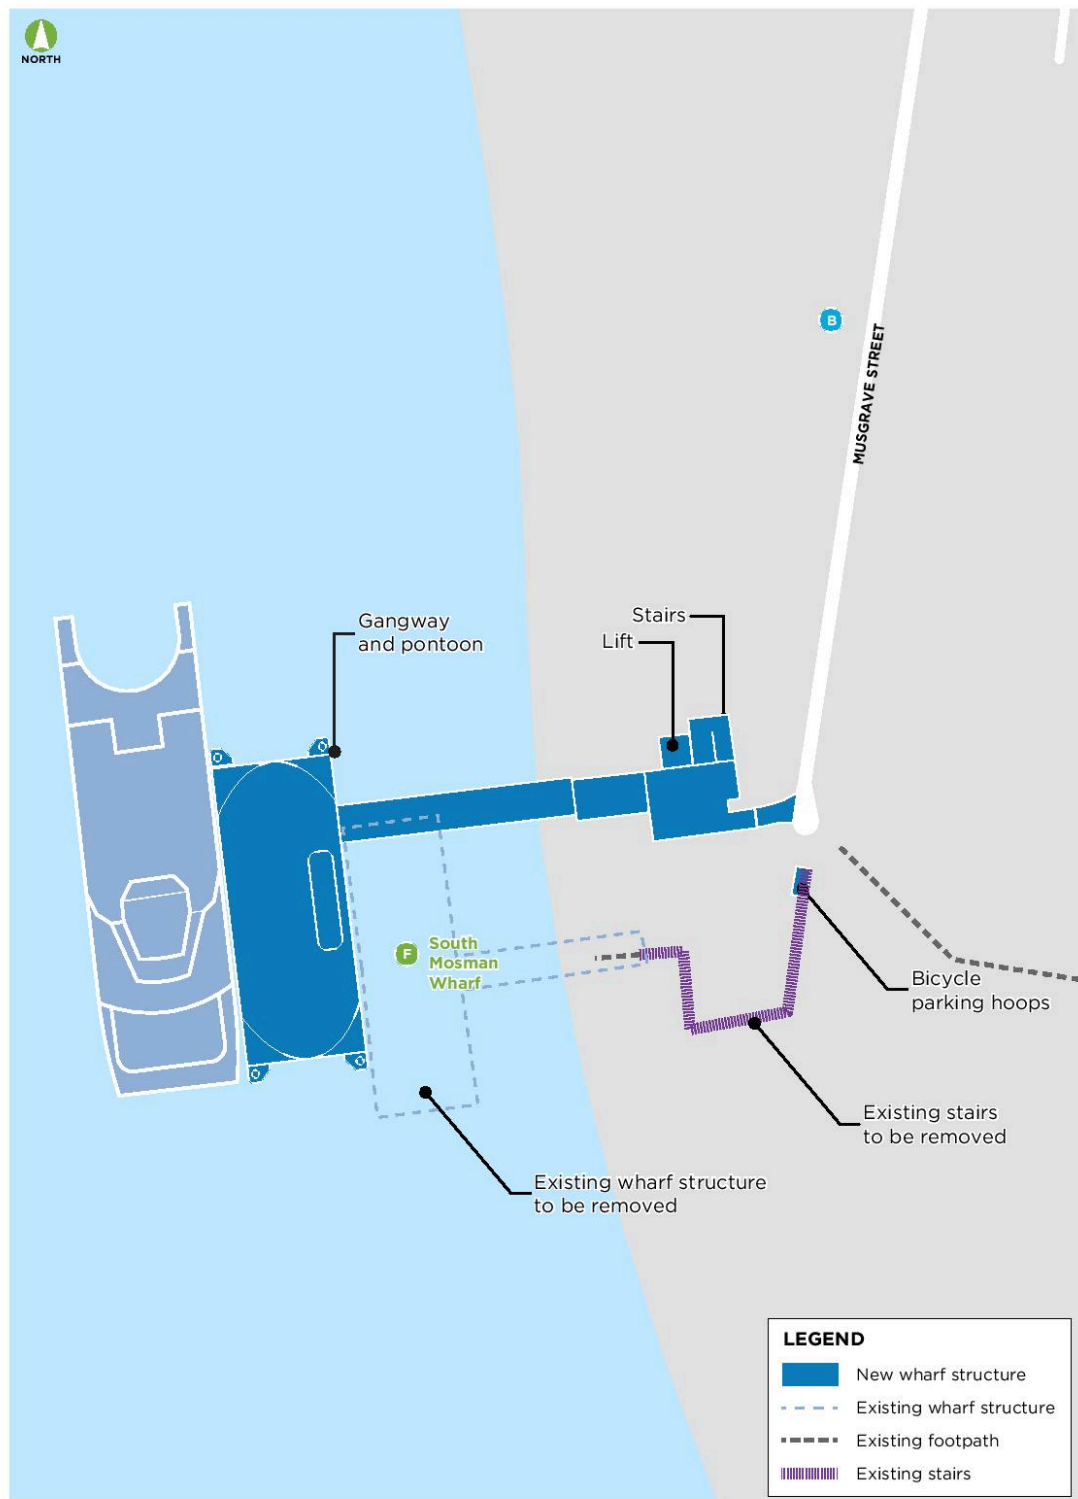 NORTH
B
MUSGRAVE STREET
Stairs
Lift
Gangway
and pontoon
F
South
Mosman
Wharf
Bicycle
parking hoops
Existing stairs
to be removed
Existing wharf structure
to be removed
LEGEND
New wharf structure
Existing wharf structure
Existing footpath
Existing stairs